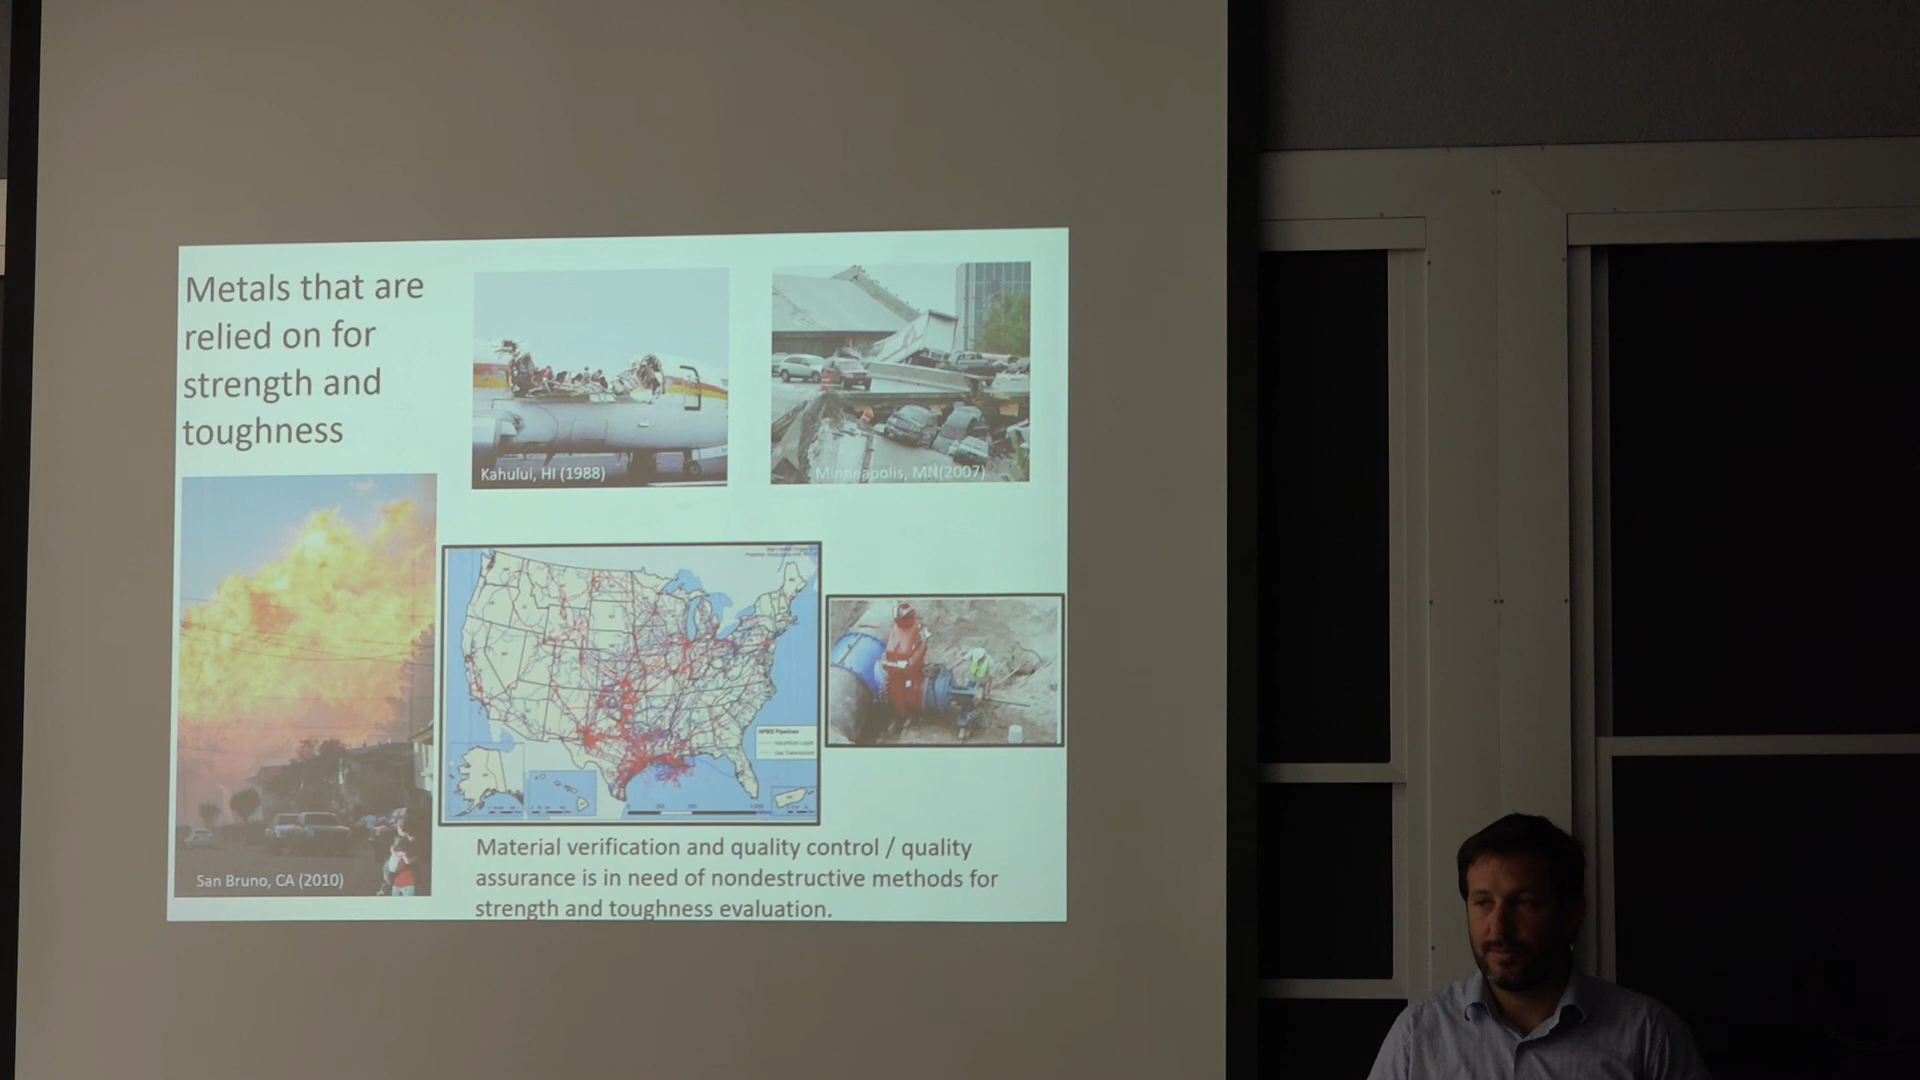 Metals that are
relied on for
strength and
toughness
Kahului, HI (1988)
Minneapolis, MN(2007)
San Bruno, CA (2010)
Material verification and quality control / quality
assurance is in need of nondestructive methods for
strength and toughness evaluation.